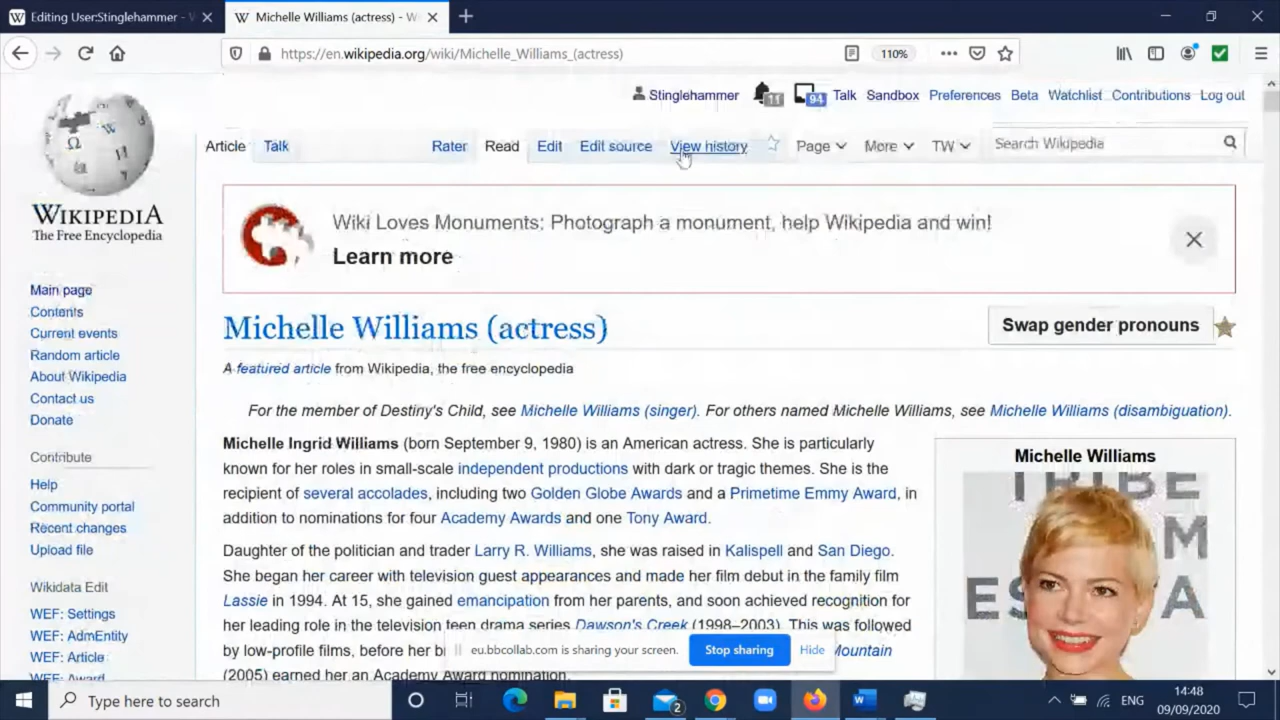 Editing User:Stinglehammer - W
Michelle Williams (actress) - W
https://en.wikipedia.org/wiki/Michelle_Williams_(actress)
110%
Stinglehammer 11 94 Talk Sandbox Preferences Beta Watchlist Contributions Log out
Article Talk Rater Read Edit Edit source View history Page More TW Search Wikipedia
WIKIPEDIA
The Free Encyclopedia
Wiki Loves Monuments: Photograph a monument, help Wikipedia and win!
Learn more
Main page
Contents
Current events
Random article
About Wikipedia
Contact us
Donate
Contribute
Help
Community portal
Recent changes
Upload file
Wikidata Edit
WEF: Settings
WEF: AdmEntity
WEF: Article
WEF: Award
Michelle Williams (actress)
Swap gender pronouns
A featured article from Wikipedia, the free encyclopedia
For the member of Destiny's Child, see Michelle Williams (singer). For others named Michelle Williams, see Michelle Williams (disambiguation).
Michelle Ingrid Williams (born September 9, 1980) is an American actress. She is particularly
known for her roles in small-scale independent productions with dark or tragic themes. She is the
recipient of several accolades, including two Golden Globe Awards and a Primetime Emmy Award, in
addition to nominations for four Academy Awards and one Tony Award.
Daughter of the politician and trader Larry R. Williams, she was raised in Kalispell and San Diego.
She began her career with television guest appearances and made her film debut in the family film
Lassie in 1994. At 15, she gained emancipation from her parents, and soon achieved recognition for
her leading role in the television teen drama series Dawson's Creek (1998–2003). This was followed
by low-profile films, before her b
Mountain
(2005) earned her an Academy Award nomination.
Michelle Williams
TRIBE
eu.bbcollab.com is sharing your screen.
Stop sharing
Hide
Type here to search
2
ENG
14:48
09/09/2020